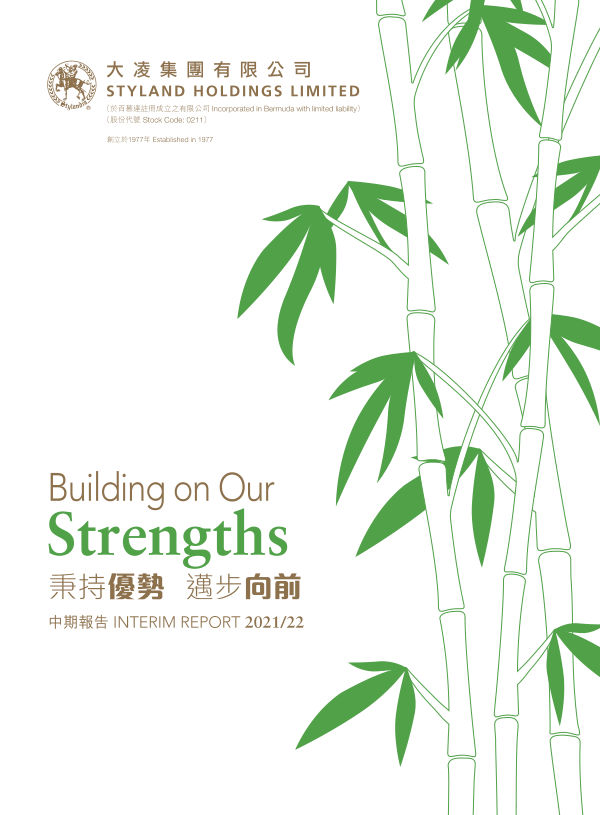 大凌集團有限公司
STYLAND HOLDINGS LIMITED
(於百慕達註冊成立之有限公司 Incorporated in Bermuda with limited liability)
(股份代號 Stock Code: 0211)
創立於1977年 Established in 1977
Stylandia
Building on Our
Strengths
秉持優勢 邁步向前
中期報告 INTERIM REPORT 2021/22